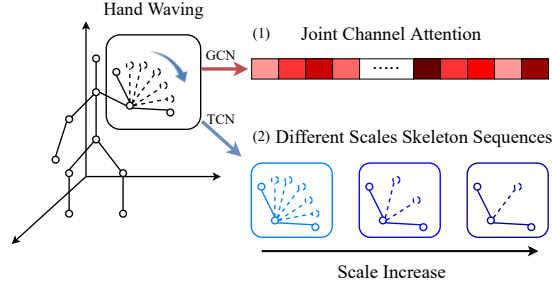 Hand Waving
GCN
(1)
Joint Channel Attention
TCN
(2) Different Scales Skeleton Sequences
Scale Increase